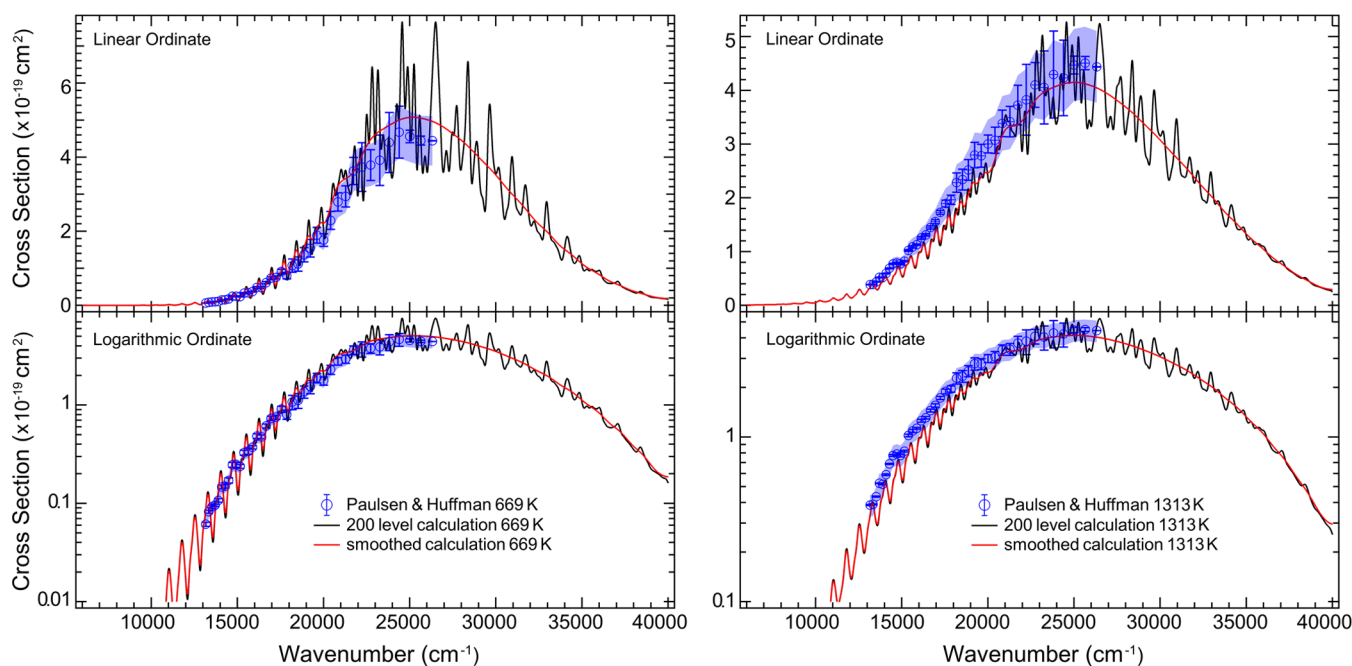 Linear Ordinate
Cross Section (x 10⁻¹⁹ cm²)
6
4
2
0
Logarithmic Ordinate
Cross Section (x 10⁻¹⁹ cm²)
1
0.1
0.01
Paulsen & Huffman 669 K
200 level calculation 669 K
smoothed calculation 669 K
10000 15000 20000 25000 30000 35000 40000
Wavenumber (cm⁻¹)
Linear Ordinate
5
4
3
2
1
0
Logarithmic Ordinate
1
0.1
Paulsen & Huffman 1313 K
200 level calculation 1313 K
smoothed calculation 1313 K
10000 15000 20000 25000 30000 35000 40000
Wavenumber (cm⁻¹)